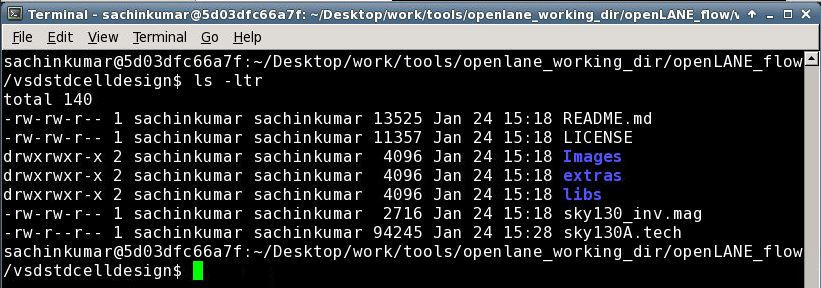 Terminal - sachinkumar@5d03dfc66a7f: ~/Desktop/work/tools/openlane_working_dir/openLANE_flow/v
File Edit View Terminal Go Help
sachinkumar@5d03dfc66a7f:~/Desktop/work/tools/openlane_working_dir/openLANE_flow
/vsdstdcelldesign$ ls -ltr
total 140
-rw-rw-r-- 1 sachinkumar sachinkumar 13525 Jan 24 15:18 README.md
-rw-rw-r-- 1 sachinkumar sachinkumar 11357 Jan 24 15:18 LICENSE
drwxrwxr-x 2 sachinkumar sachinkumar  4096 Jan 24 15:18 Images
drwxrwxr-x 2 sachinkumar sachinkumar  4096 Jan 24 15:18 extras
drwxrwxr-x 2 sachinkumar sachinkumar  4096 Jan 24 15:18 libs
-rw-rw-r-- 1 sachinkumar sachinkumar  2716 Jan 24 15:18 sky130_inv.mag
-rw-r--r-- 1 sachinkumar sachinkumar 94245 Jan 24 15:28 sky130A.tech
sachinkumar@5d03dfc66a7f:~/Desktop/work/tools/openlane_working_dir/openLANE_flow
/vsdstdcelldesign$